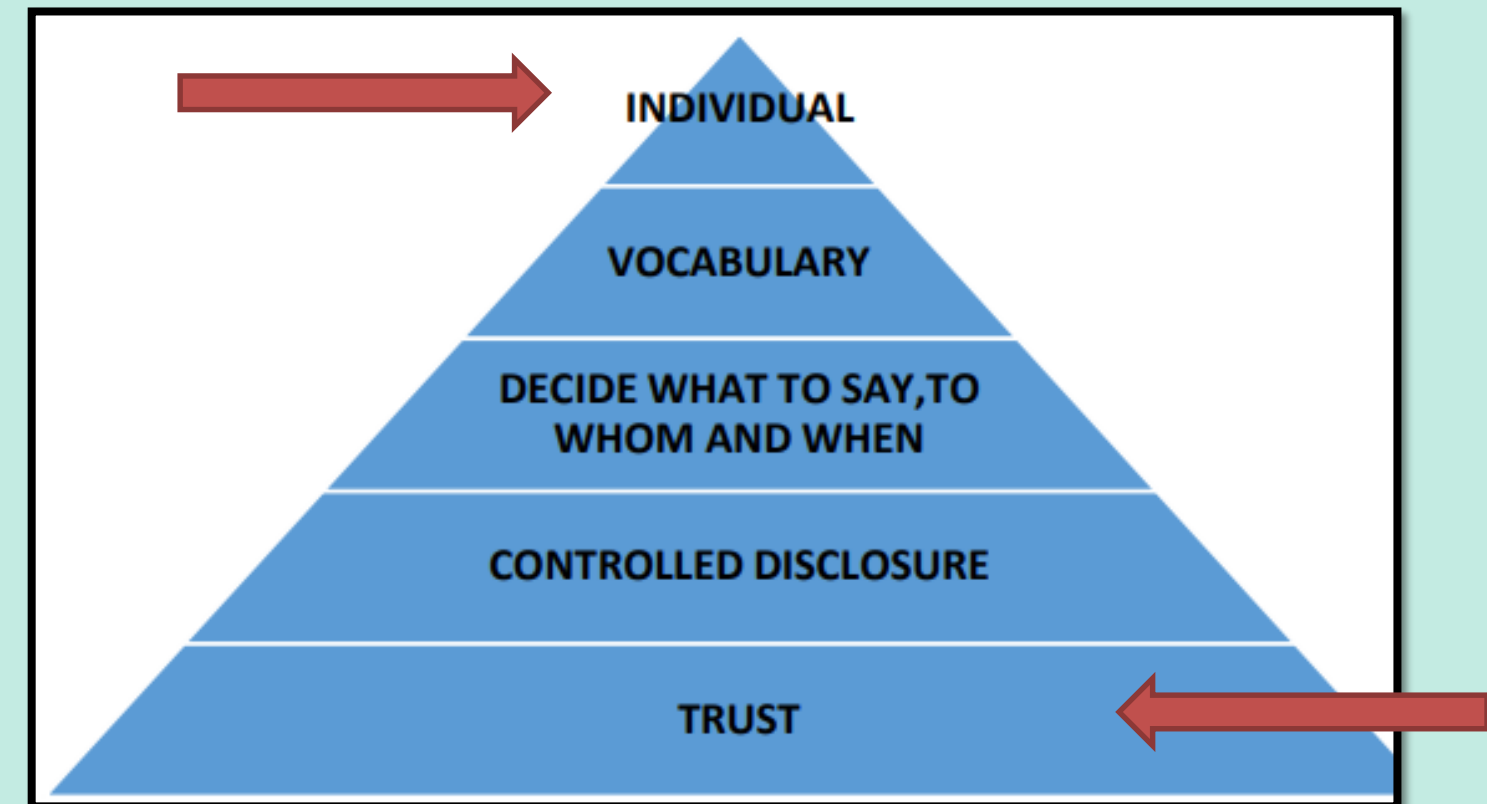 INDIVIDUAL
VOCABULARY
DECIDE WHAT TO SAY,TO
WHOM AND WHEN
CONTROLLED DISCLOSURE
TRUST